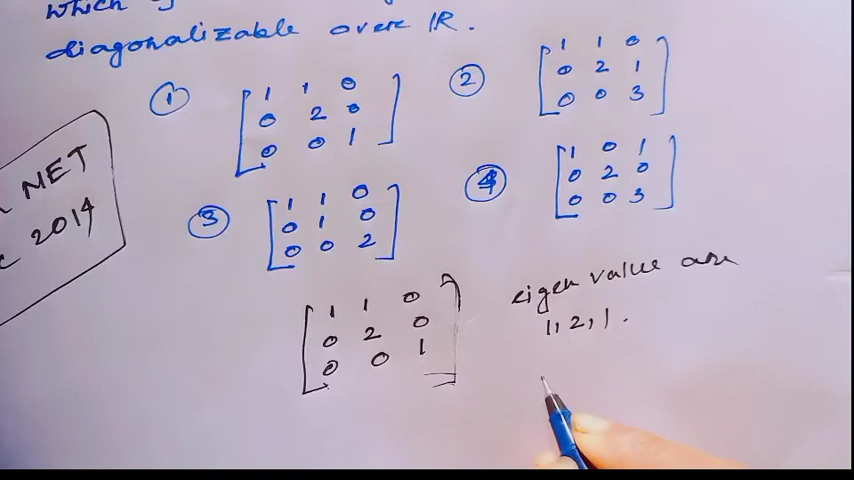 which
diagonalizable over IR.
① [1 1 0
0 2 0
0 0 1]
② [1 1 0
0 2 1
0 0 3]
NET
2014
③ [1 1 0
0 1 0
0 0 2]
④ [1 0 1
0 2 0
0 0 3]
[1 1 0
0 2 0
0 0 1]
eigen value are
1, 2, 1.